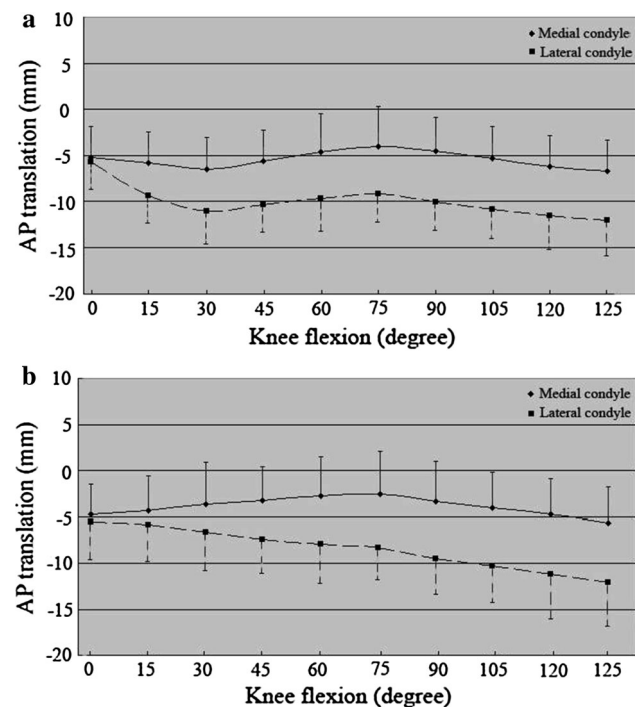 a
10
5
0
-5
-10
-15
-20
AP translation (mm)
Medial condyle
Lateral condyle
0 15 30 45 60 75 90 105 120 125
Knee flexion (degree)
b
10
5
0
-5
-10
-15
-20
AP translation (mm)
Medial condyle
Lateral condyle
0 15 30 45 60 75 90 105 120 125
Knee flexion (degree)